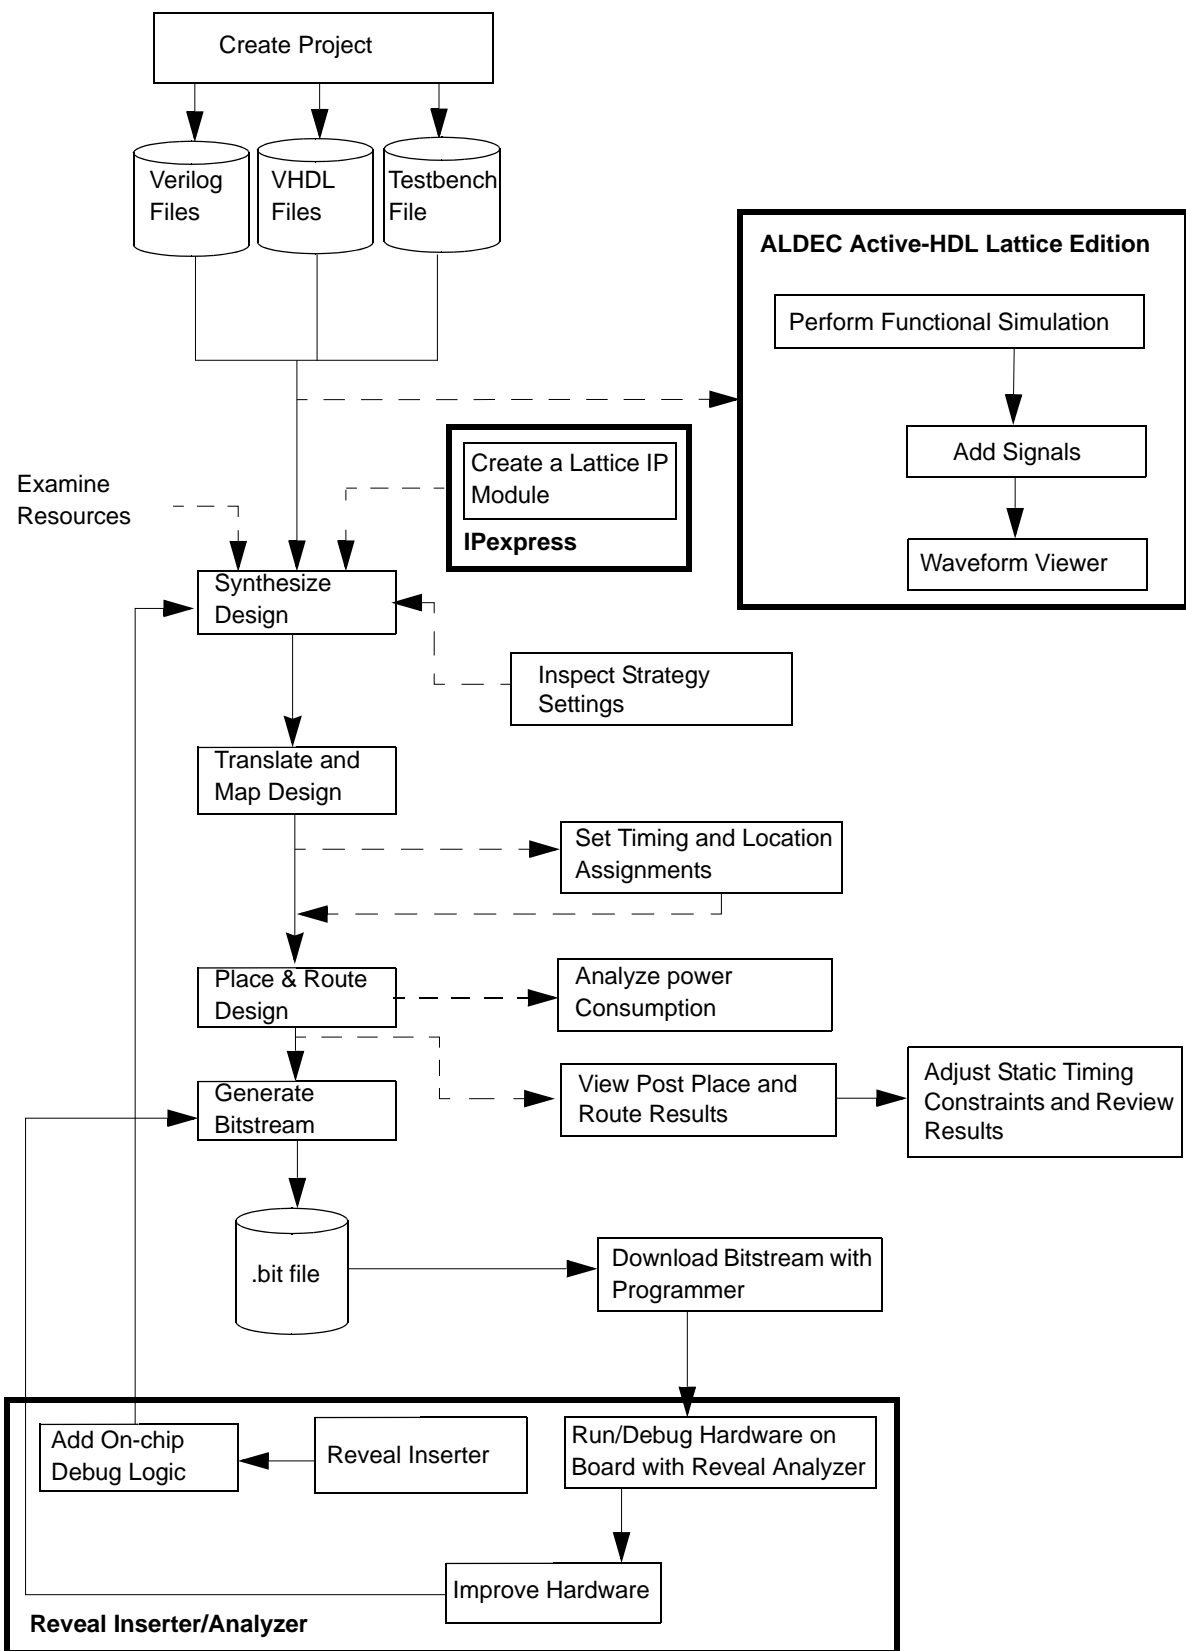 Create Project
Verilog
Files
VHDL
Files
Testbench
File
ALDEC Active-HDL Lattice Edition
Perform Functional Simulation
Add Signals
Waveform Viewer
Create a Lattice IP
Module
IPexpress
Examine
Resources
Synthesize
Design
Inspect Strategy
Settings
Translate and
Map Design
Set Timing and Location
Assignments
Place & Route
Design
Analyze power
Consumption
Generate
Bitstream
View Post Place and
Route Results
Adjust Static Timing
Constraints and Review
Results
.bit file
Download Bitstream with
Programmer
Add On-chip
Debug Logic
Reveal Inserter
Run/Debug Hardware on
Board with Reveal Analyzer
Improve Hardware
Reveal Inserter/Analyzer